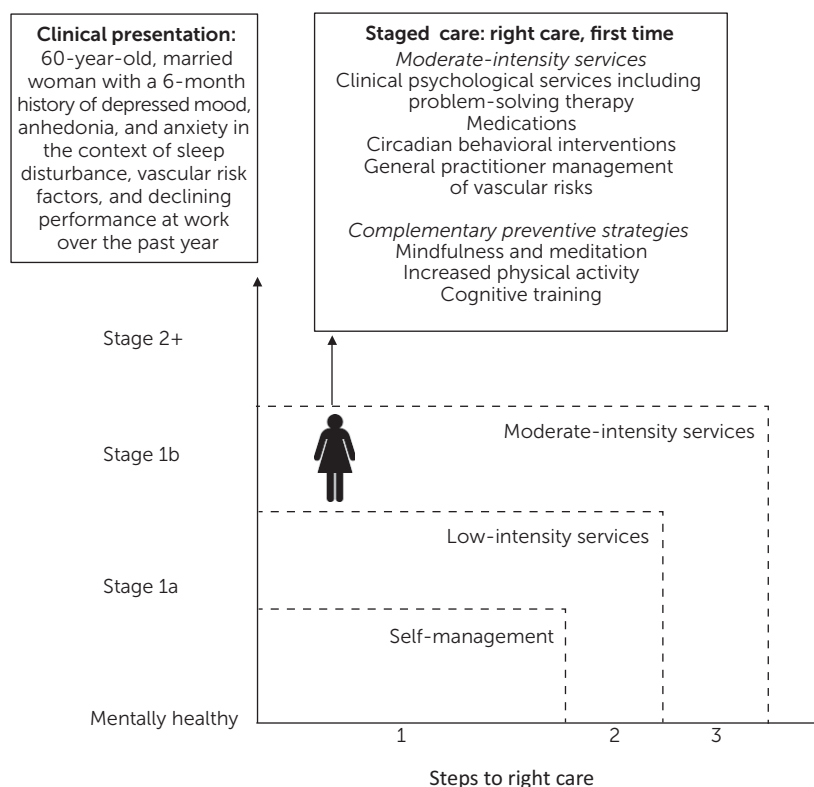 Clinical presentation:
60-year-old, married
woman with a 6-month
history of depressed mood,
anhedonia, and anxiety in
the context of sleep
disturbance, vascular risk
factors, and declining
performance at work
over the past year
Staged care: right care, first time
Moderate-intensity services
Clinical psychological services including
problem-solving therapy
Medications
Circadian behavioral interventions
General practitioner management
of vascular risks
Complementary preventive strategies
Mindfulness and meditation
Increased physical activity
Cognitive training
Stage 2+
Stage 1b
Moderate-intensity services
Low-intensity services
Stage 1a
Self-management
Mentally healthy
1 2 3
Steps to right care